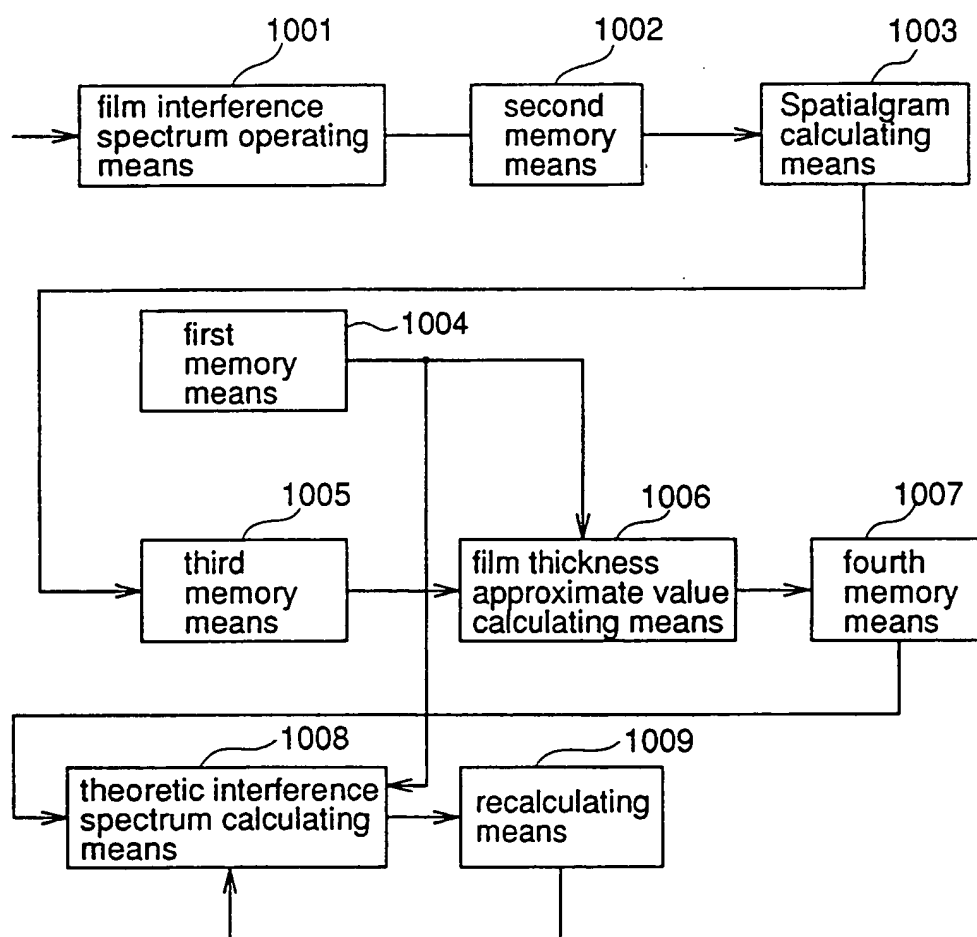 1001
1002
1003
film interference
spectrum operating
means
second
memory
means
Spatialgram
calculating
means
1004
first
memory
means
1005
1006
1007
third
memory
means
film thickness
approximate value
calculating means
fourth
memory
means
1008
1009
theoretic interference
spectrum calculating
means
recalculating
means